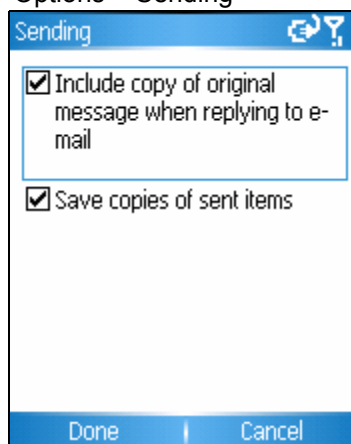 Options – Sending
Sending
Include copy of original
message when replying to e-
mail
Save copies of sent items
Done
Cancel